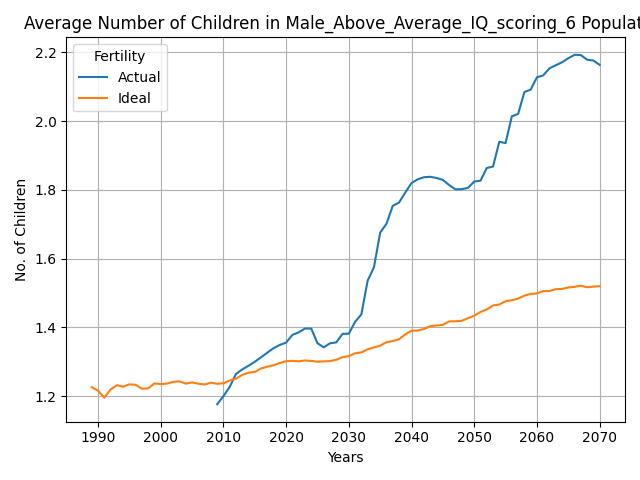 Average Number of Children in Male_Above_Average_IQ_scoring_6 Populat
Fertility
Actual
Ideal
2.2
2.0
1.8
1.6
1.4
1.2
No. of Children
1990 2000 2010 2020 2030 2040 2050 2060 2070
Years